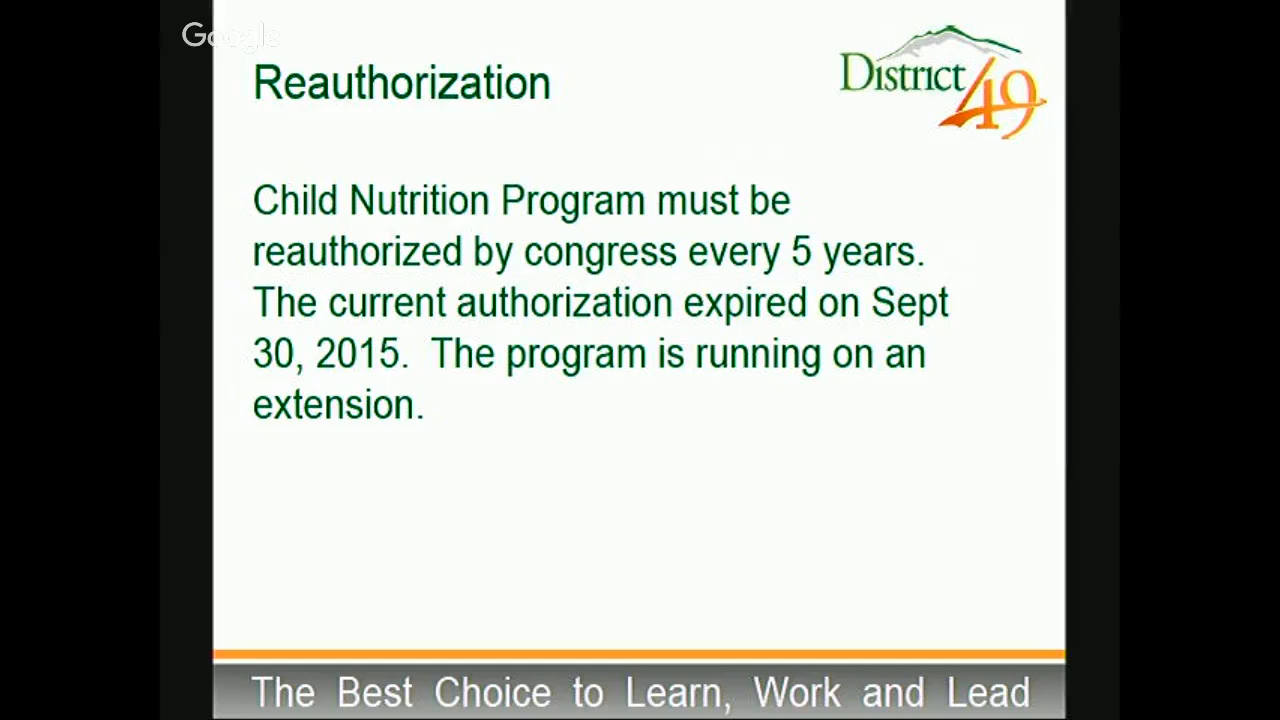 Google
Reauthorization
District 49
Child Nutrition Program must be
reauthorized by congress every 5 years.
The current authorization expired on Sept
30, 2015.  The program is running on an
extension.
The Best Choice to Learn, Work and Lead